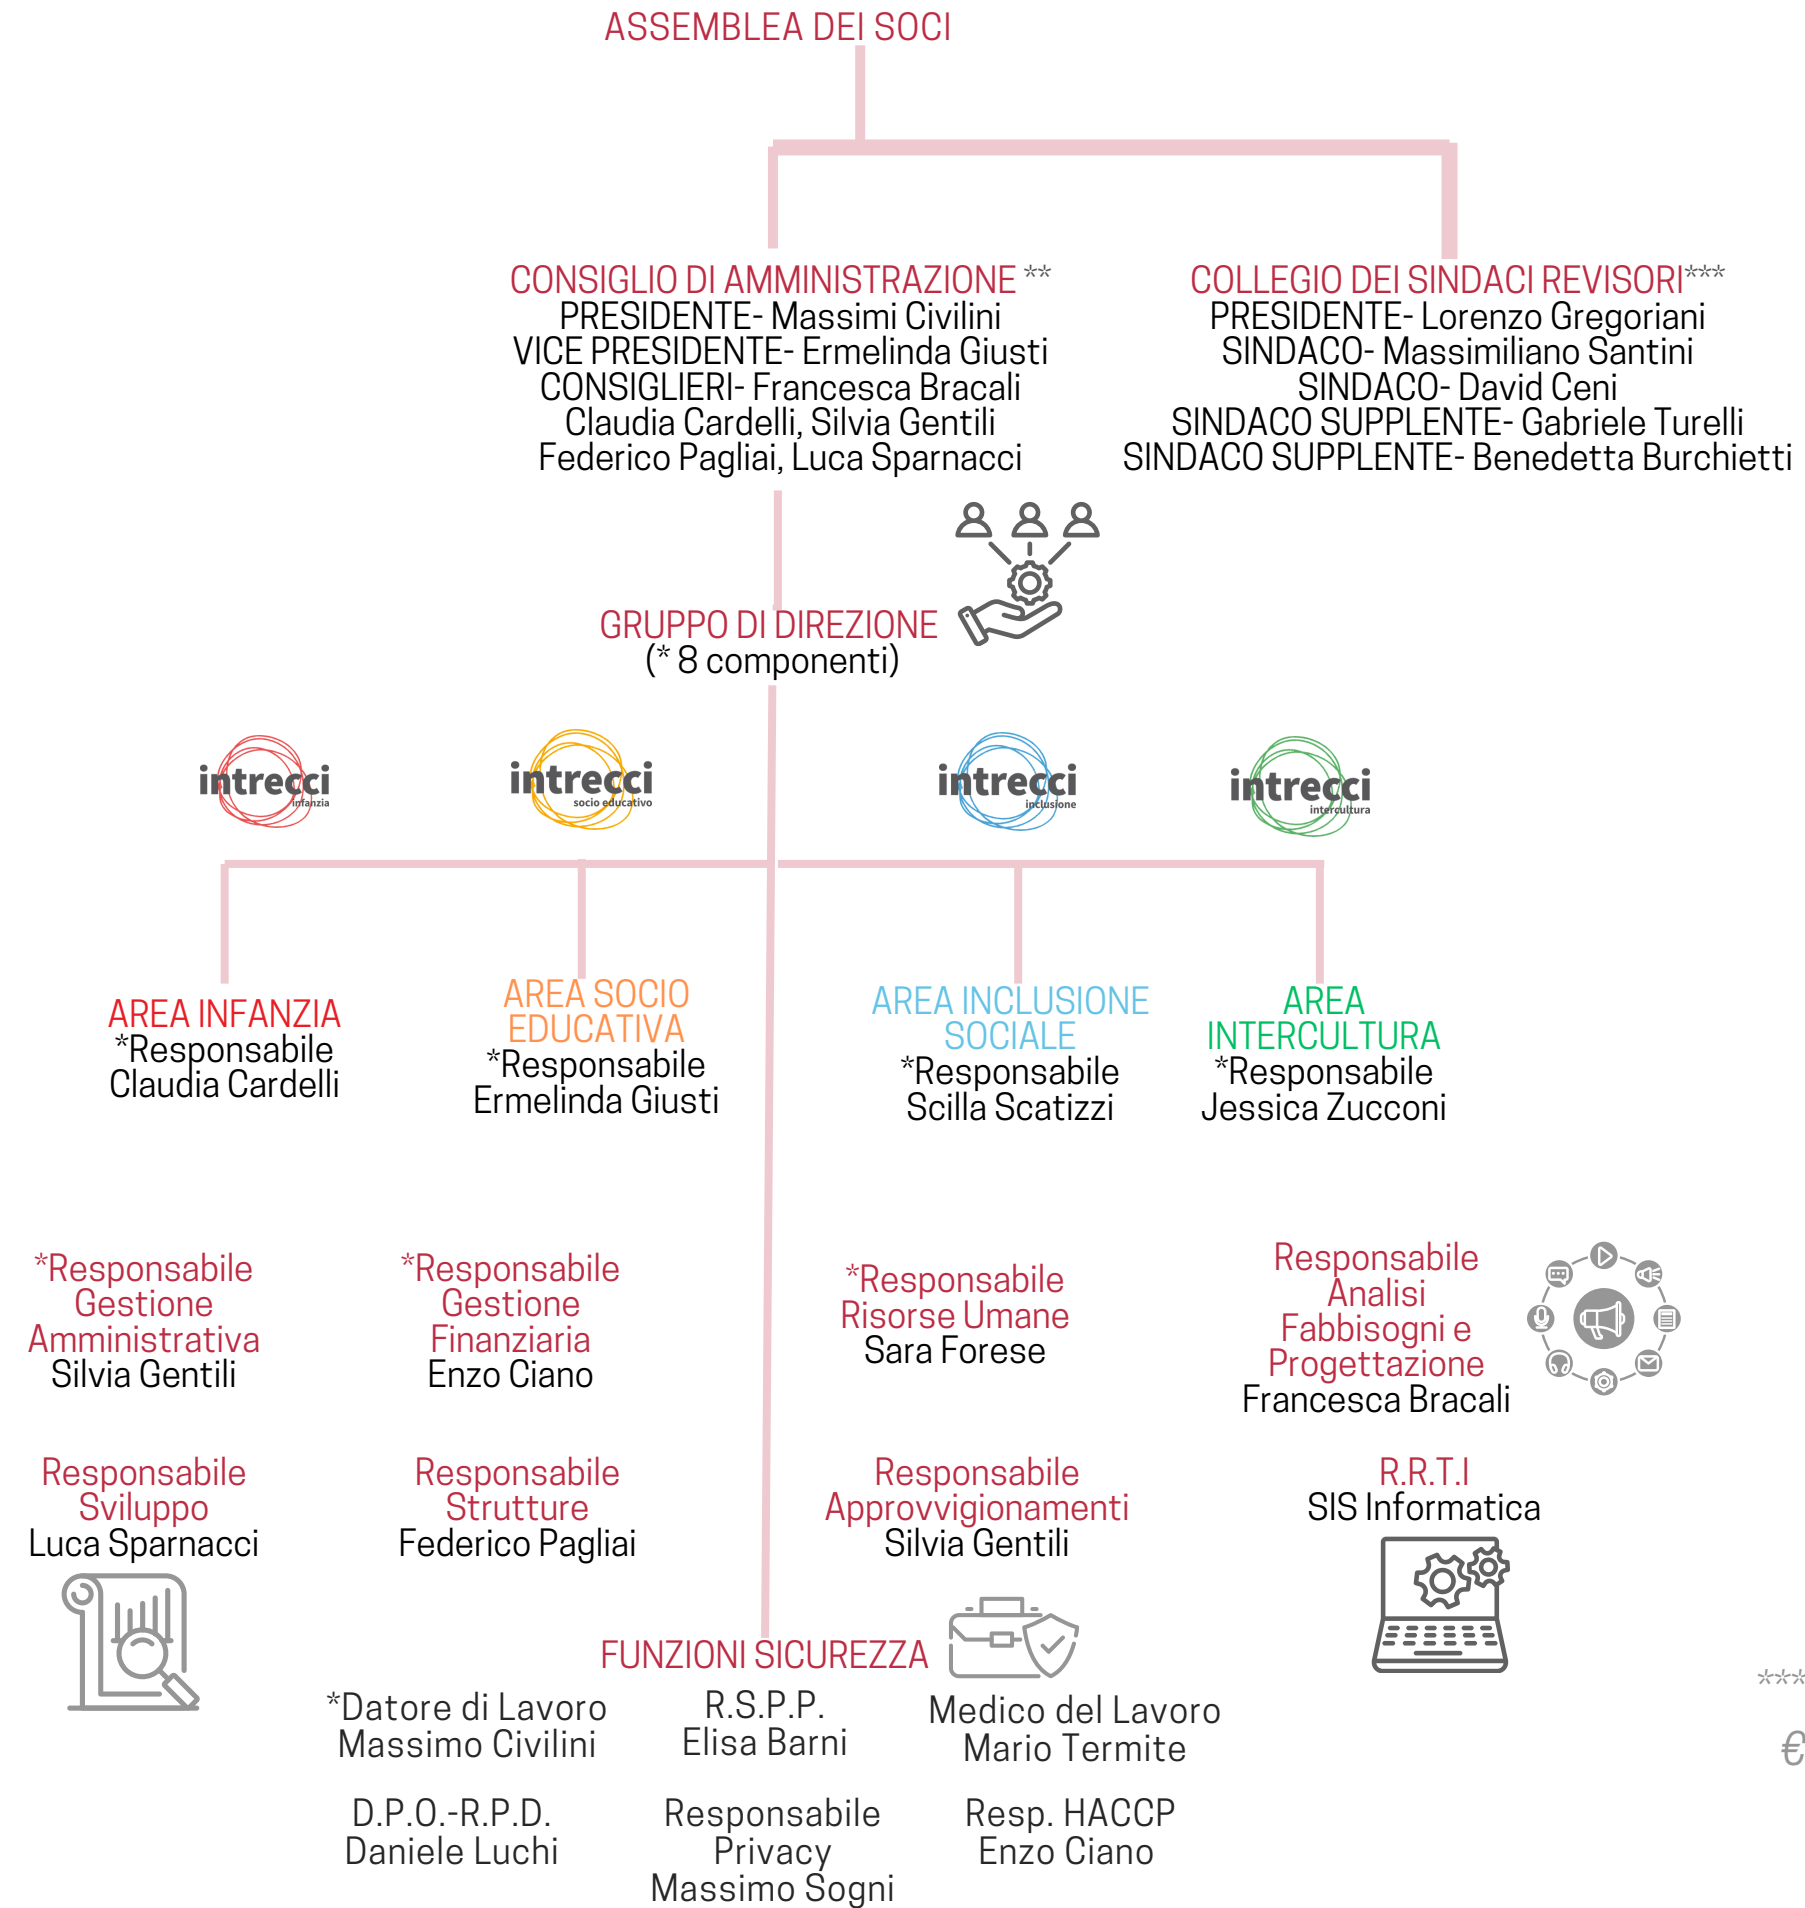 ASSEMBLEA DEI SOCI
CONSIGLIO DI AMMINISTRAZIONE **
PRESIDENTE- Massimi Civilini
VICE PRESIDENTE- Ermelinda Giusti
CONSIGLIERI- Francesca Bracali
Claudia Cardelli, Silvia Gentili
Federico Pagliai, Luca Sparnacci
COLLEGIO DEI SINDACI REVISORI***
PRESIDENTE- Lorenzo Gregoriani
SINDACO- Massimiliano Santini
SINDACO- David Ceni
SINDACO SUPPLENTE- Gabriele Turelli
SINDACO SUPPLENTE- Benedetta Burchietti
GRUPPO DI DIREZIONE
(* 8 componenti)
intrecci
infanzia
intrecci
socio educativo
intrecci
inclusione
intrecci
intercultura
AREA INFANZIA
*Responsabile
Claudia Cardelli
AREA SOCIO
EDUCATIVA
*Responsabile
Ermelinda Giusti
AREA INCLUSIONE
SOCIALE
*Responsabile
Scilla Scatizzi
AREA
INTERCULTURA
*Responsabile
Jessica Zucconi
*Responsabile
Gestione
Amministrativa
Silvia Gentili
*Responsabile
Gestione
Finanziaria
Enzo Ciano
*Responsabile
Risorse Umane
Sara Forese
Responsabile
Analisi
Fabbisogni e
Progettazione
Francesca Bracali
Responsabile
Sviluppo
Luca Sparnacci
Responsabile
Strutture
Federico Pagliai
Responsabile
Approvvigionamenti
Silvia Gentili
R.R.T.I
SIS Informatica
FUNZIONI SICUREZZA
*Datore di Lavoro
Massimo Civilini
R.S.P.P.
Elisa Barni
Medico del Lavoro
Mario Termite
D.P.O.-R.P.D.
Daniele Luchi
Responsabile
Privacy
Massimo Sogni
Resp. HACCP
Enzo Ciano
***
€